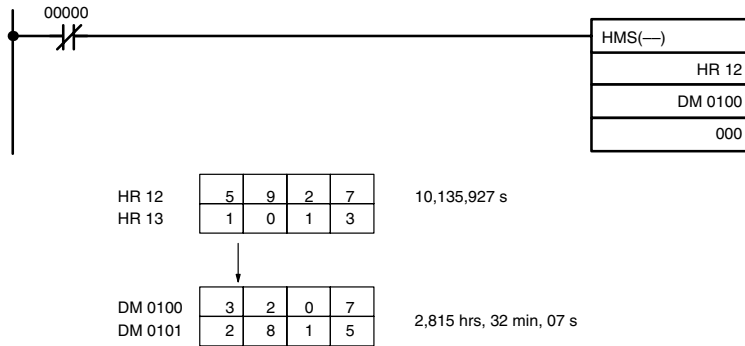 00000
HMS(––)
HR 12
DM 0100
000
HR 12 5 9 2 7 10,135,927 s
HR 13 1 0 1 3
DM 0100 3 2 0 7
DM 0101 2 8 1 5
2,815 hrs, 32 min, 07 s